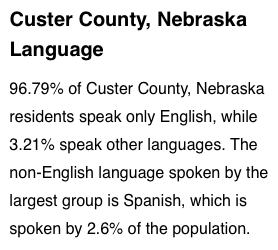 Custer County, Nebraska
Language
96.79% of Custer County, Nebraska
residents speak only English, while
3.21% speak other languages. The
non-English language spoken by the
largest group is Spanish, which is
spoken by 2.6% of the population.